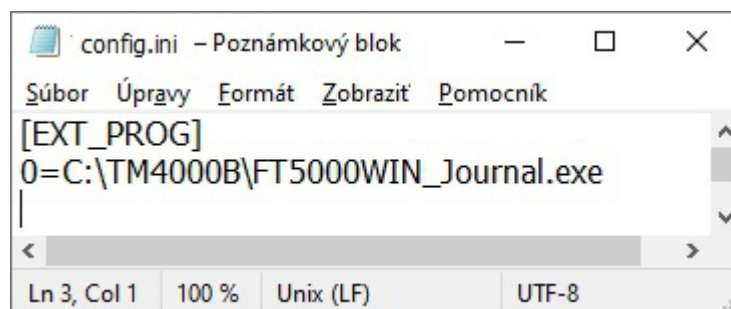 config.ini – Poznámkový blok
Súbor Úpravy Formát Zobraziť Pomocník
[EXT_PROG]
0=C:\TM4000B\FT5000WIN_Journal.exe
Ln 3, Col 1 100 % Unix (LF) UTF-8